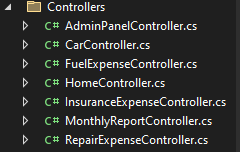 Controllers
C# AdminPanelController.cs
C# CarController.cs
C# FuelExpenseController.cs
C# HomeController.cs
C# InsuranceExpenseController.cs
C# MonthlyReportController.cs
C# RepairExpenseController.cs